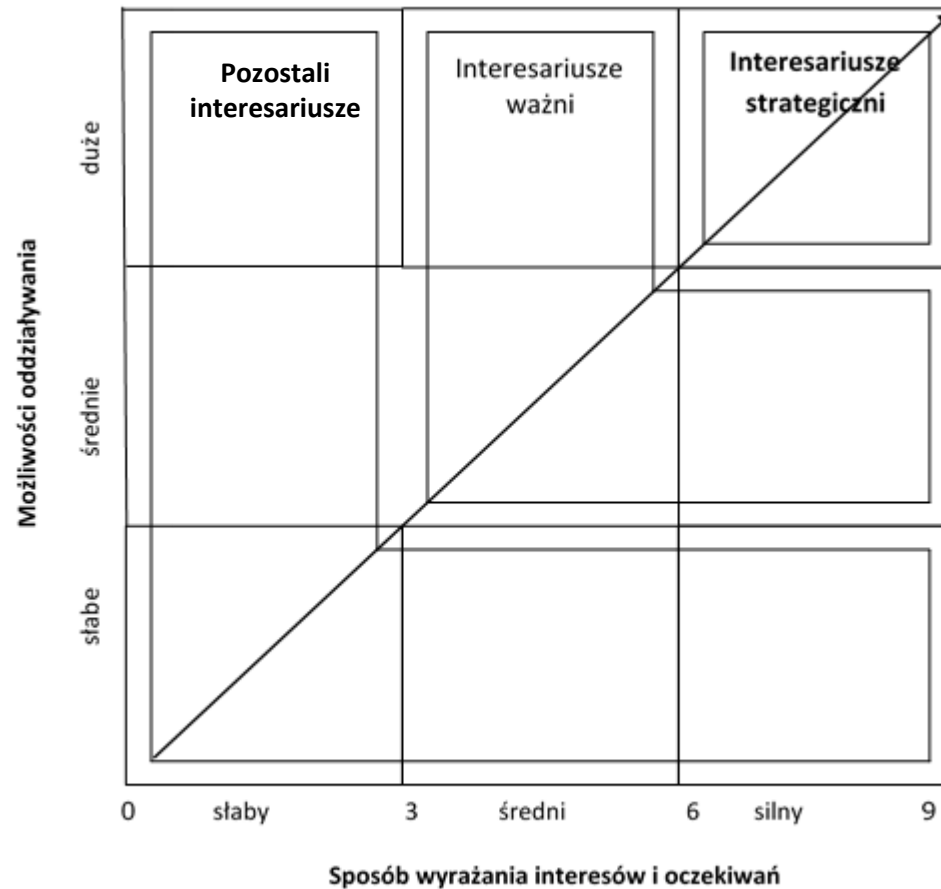 Pozostali
interesariusze
Interesariusze
ważni
Interesariusze
strategiczni
Możliwości oddziaływania
duże
średnie
słabe
0 słaby 3 średni 6 silny 9
Sposób wyrażania interesów i oczekiwań